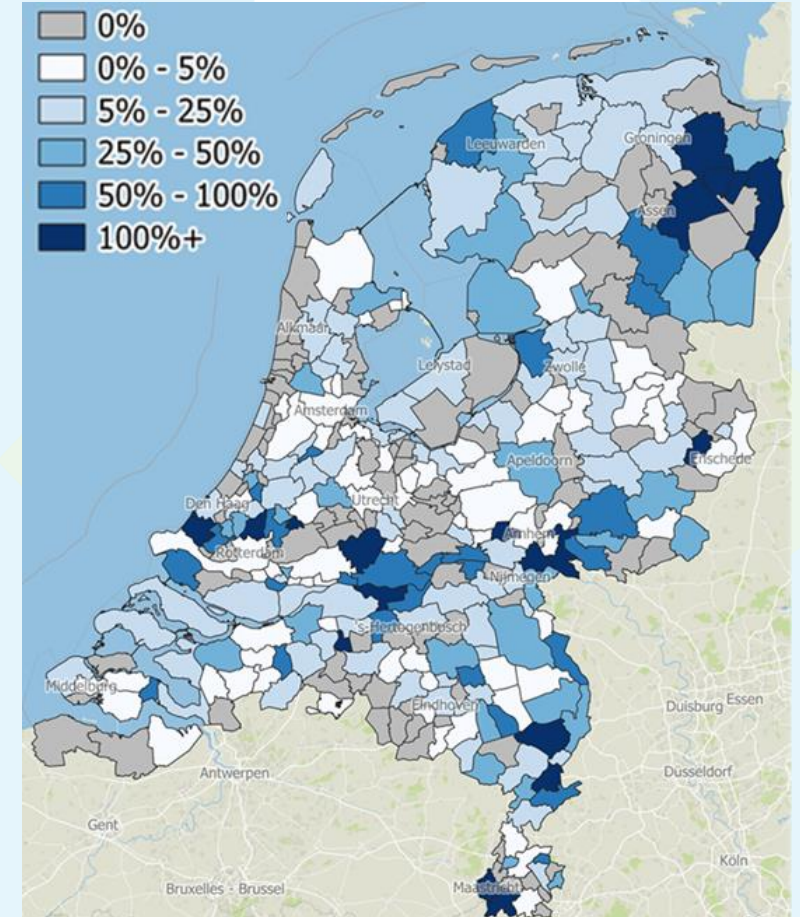 0%
0% - 5%
5% - 25%
25% - 50%
50% - 100%
100%+
Leeuwarden
Groningen
Assen
Alkmaar
Lelystad
Zwolle
Amsterdam
Apeldoorn
Enschede
Den Haag
Utrecht
Rotterdam
Arnhem
Nijmegen
's-Hertogenbosch
Middelburg
Eindhoven
Duisburg
Essen
Antwerpen
Düsseldorf
Gent
Köln
Bruxelles - Brussel
Maastricht